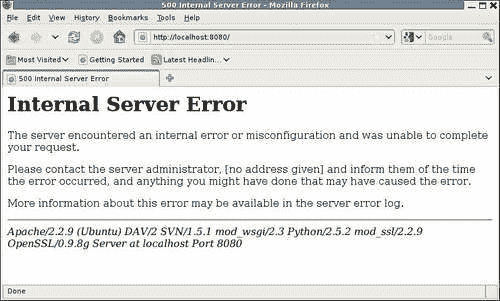 500 Internal Server Error - Mozilla Firefox
File Edit View History Bookmarks Tools Help
http://localhost:8080/
Google
Most Visited Getting Started Latest Headlin...
500 Internal Server Error
Internal Server Error
The server encountered an internal error or misconfiguration and was unable to complete
your request.
Please contact the server administrator, [no address given] and inform them of the time
the error occurred, and anything you might have done that may have caused the error.
More information about this error may be available in the server error log.
Apache/2.2.9 (Ubuntu) DAV/2 SVN/1.5.1 mod_wsgi/2.3 Python/2.5.2 mod_ssl/2.2.9
OpenSSL/0.9.8g Server at localhost Port 8080
Done